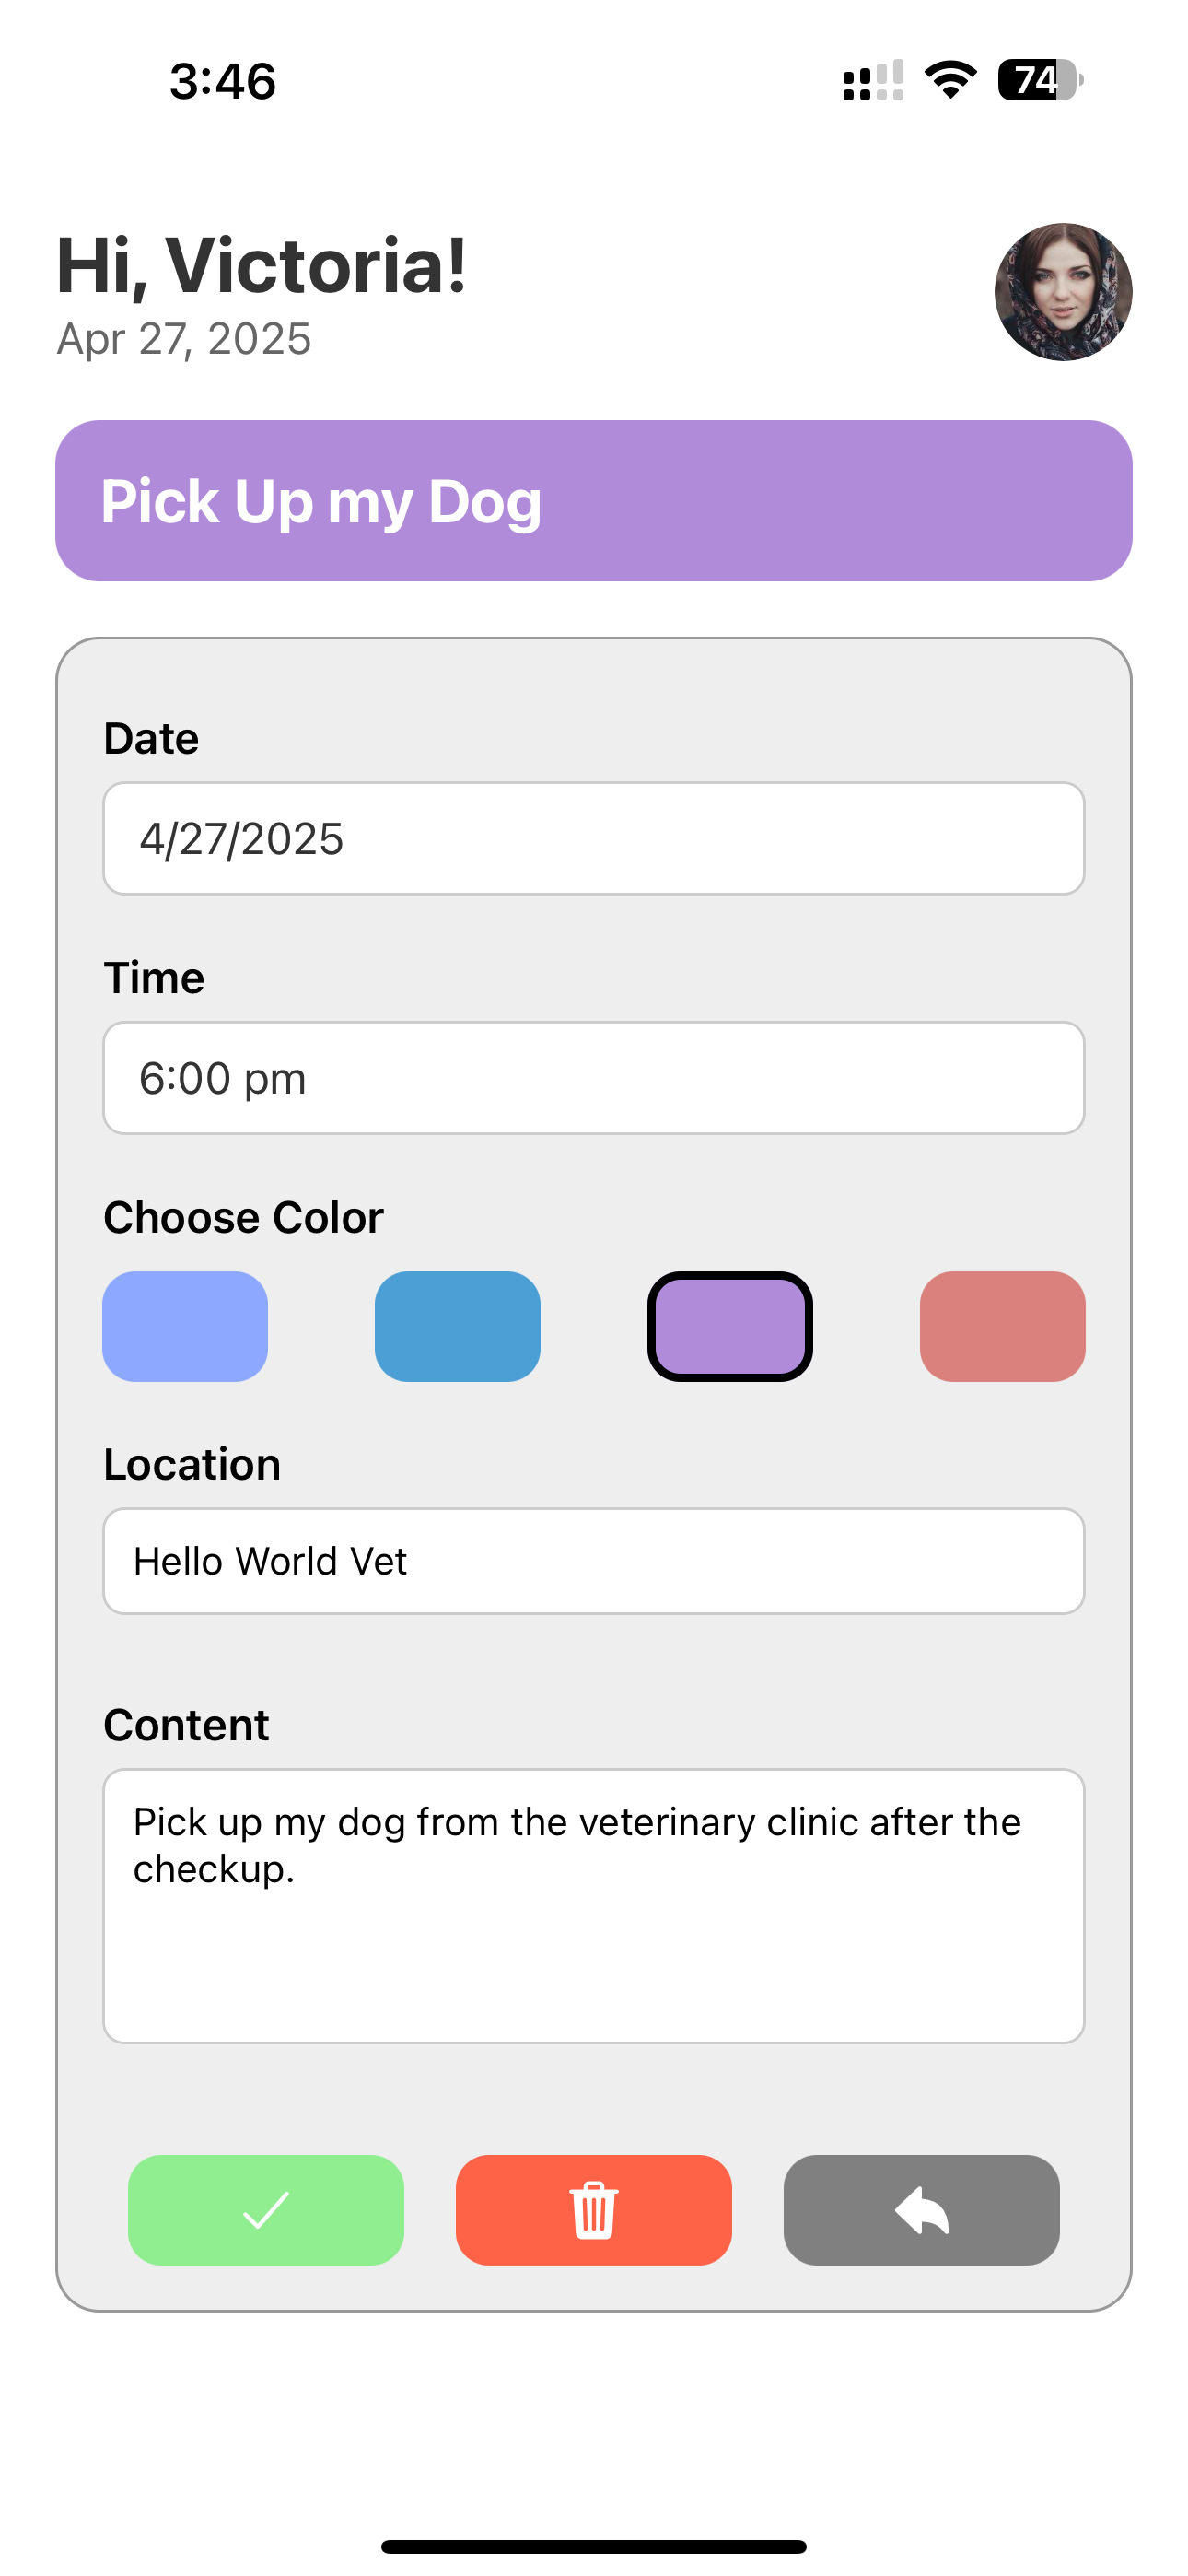 3:46
74
Hi, Victoria!
Apr 27, 2025
Pick Up my Dog
Date
4/27/2025
Time
6:00 pm
Choose Color
Location
Hello World Vet
Content
Pick up my dog from the veterinary clinic after the
checkup.